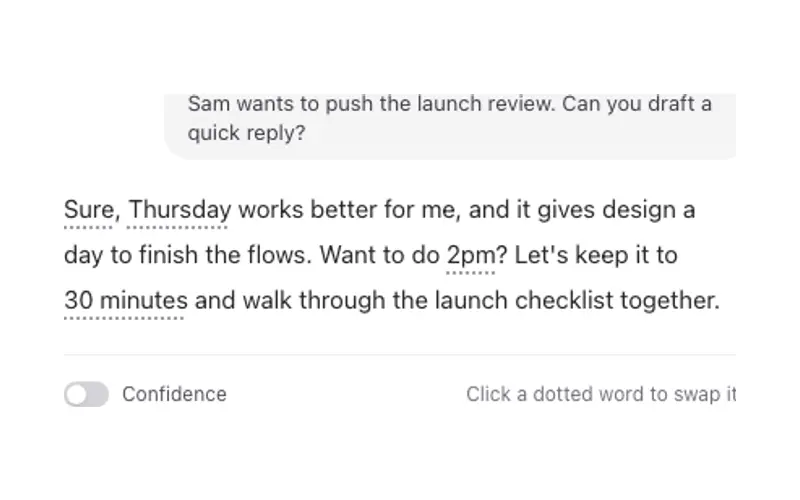 Sam wants to push the launch review. Can you draft a
quick reply?
Sure, Thursday works better for me, and it gives design a
day to finish the flows. Want to do 2pm? Let's keep it to
30 minutes and walk through the launch checklist together.
Confidence
Click a dotted word to swap it